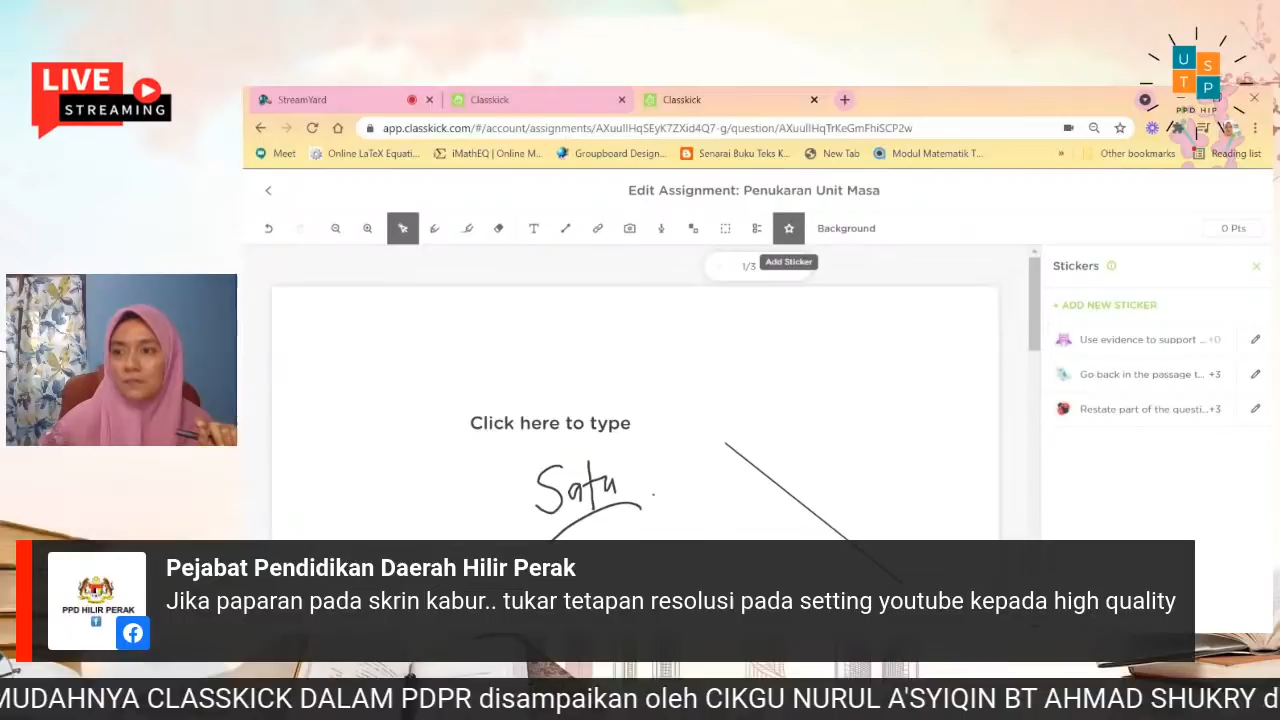 LIVE
STREAMING
U S
T P
PPD HIP
StreamYard
Classkick
Classkick
app.classkick.com/#/account/assignments/AXuullHqSEyK7ZXid4Q7-g/question/AXuullHqTrKeGmFhiSCP2w
Meet
Online LaTeX Equati...
iMathEQ | Online M...
Groupboard Design...
Senarai Buku Teks K...
New Tab
Modul Matematik T...
»
Other bookmarks
Reading list
Edit Assignment: Penukaran Unit Masa
Background
0 Pts
1/3
Add Sticker
Stickers
+ ADD NEW STICKER
Use evidence to support ...+0
Go back in the passage t... +3
Restate part of the questi...+3
Click here to type
Satu
PPD HILIR PERAK
Pejabat Pendidikan Daerah Hilir Perak
Jika paparan pada skrin kabur.. tukar tetapan resolusi pada setting youtube kepada high quality
MUDAHNYA CLASSKICK DALAM PDPR disampaikan oleh CIKGU NURUL A'SYIQIN BT AHMAD SHUKRY d